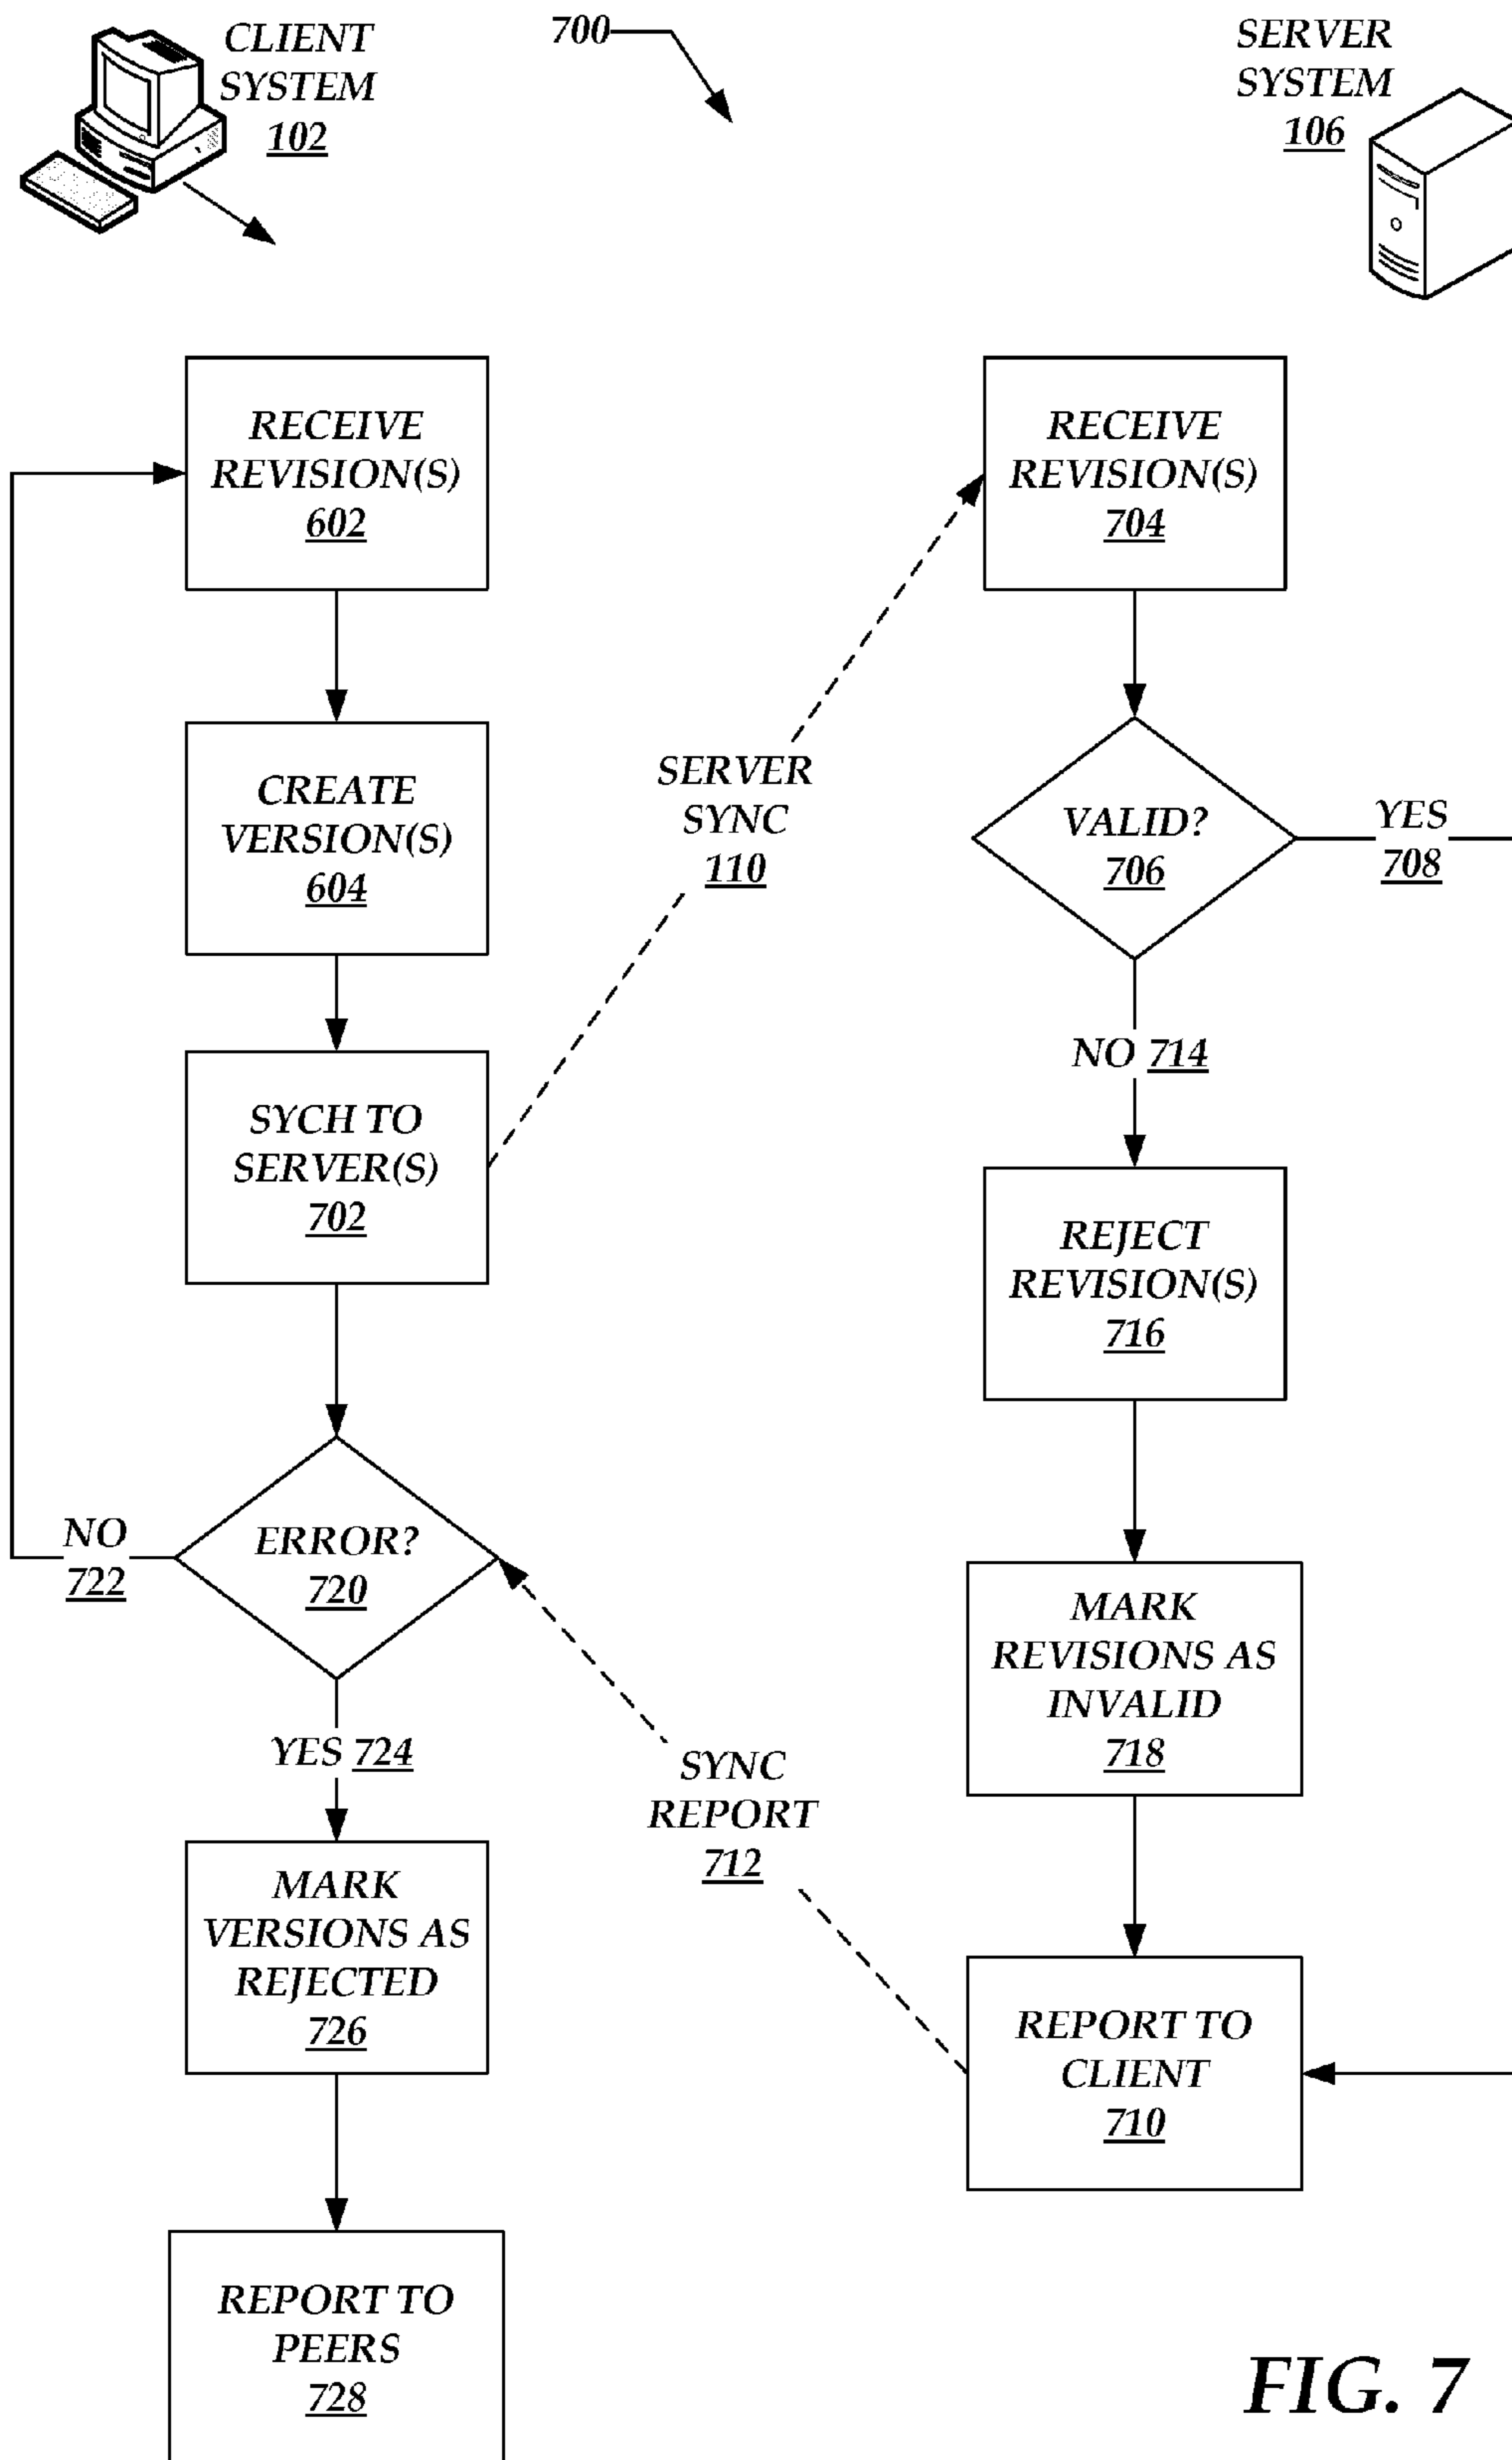 CLIENT
SYSTEM
102
700
SERVER
SYSTEM
106
RECEIVE
REVISION(S)
602
RECEIVE
REVISION(S)
704
CREATE
VERSION(S)
604
SERVER
SYNC
110
VALID?
706
YES
708
NO 714
SYCH TO
SERVER(S)
702
REJECT
REVISION(S)
716
ERROR?
720
NO
722
MARK
REVISIONS AS
INVALID
718
YES 724
SYNC
REPORT
712
MARK
VERSIONS AS
REJECTED
726
REPORT TO
CLIENT
710
REPORT TO
PEERS
728
FIG. 7